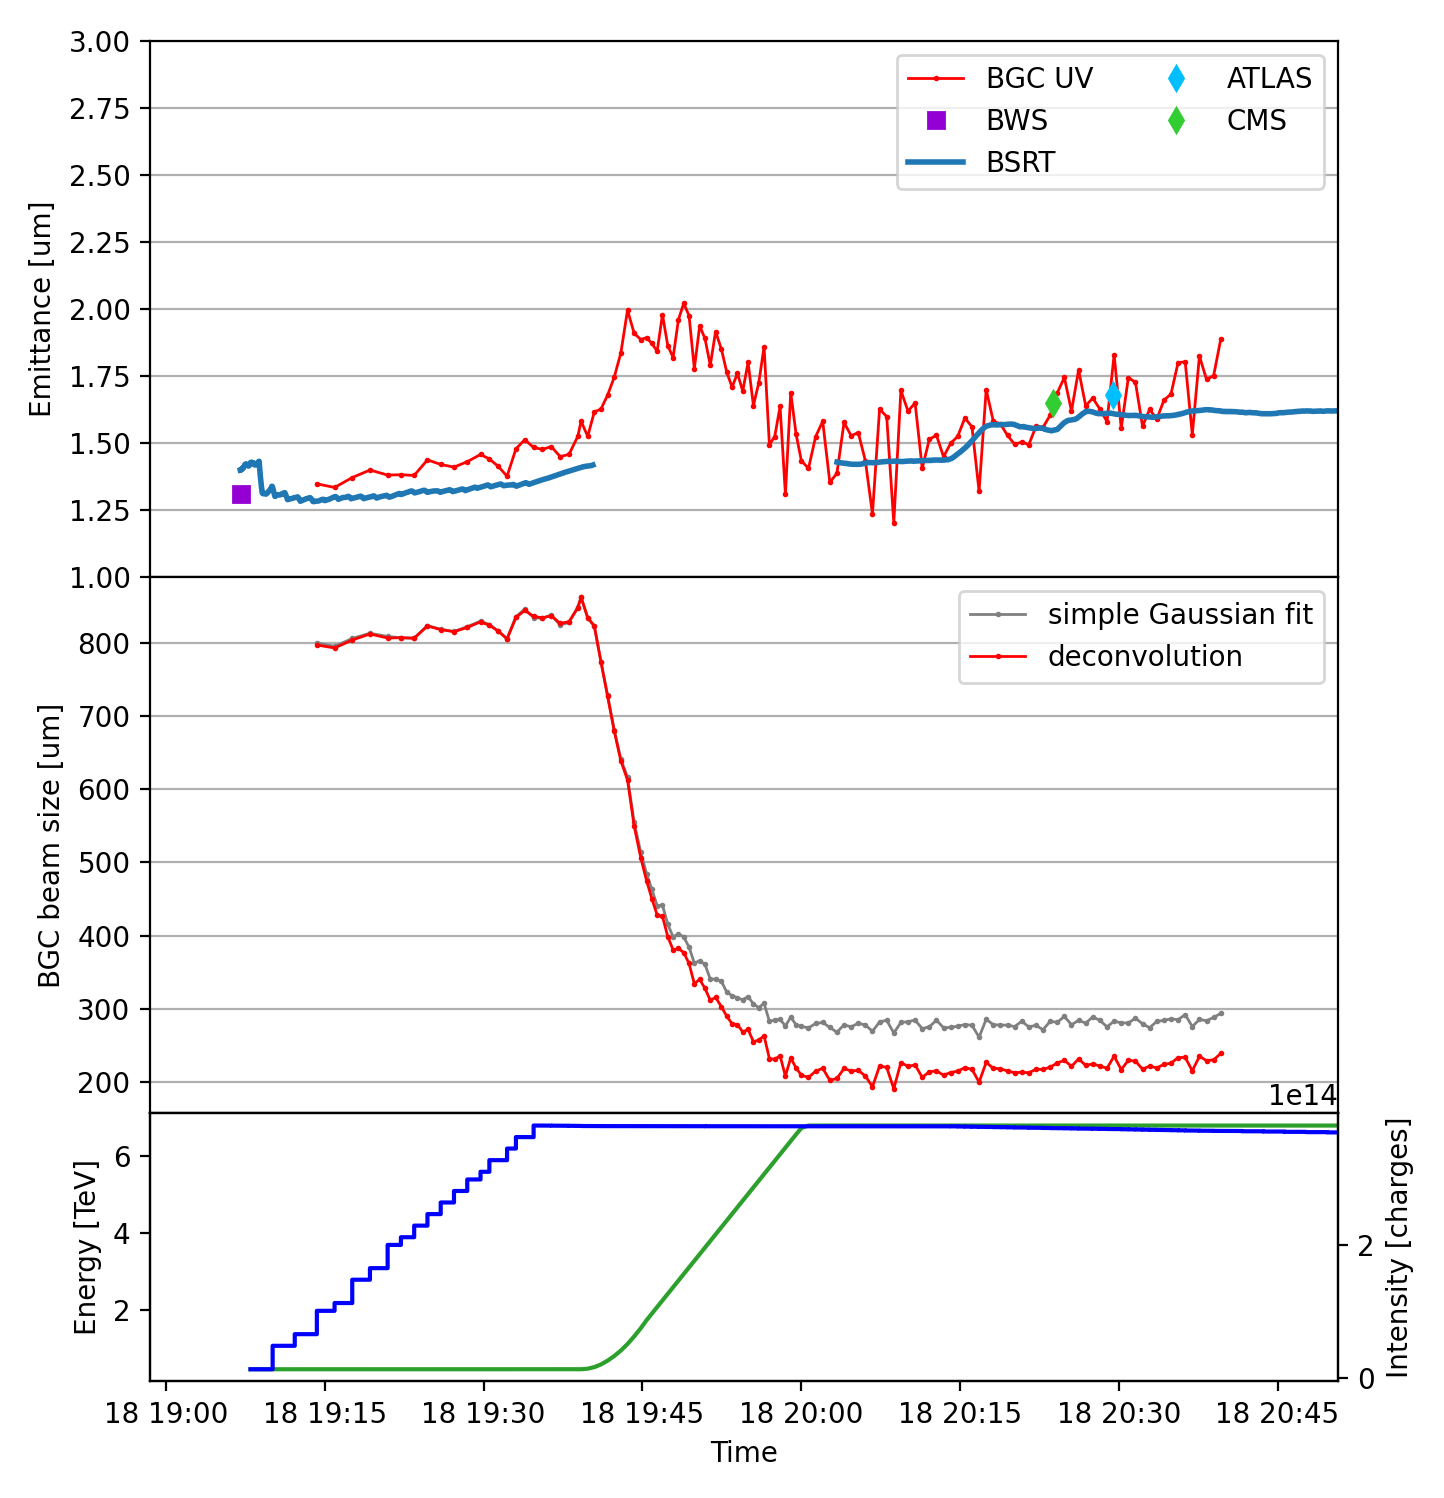 3.00
2.75
2.50
2.25
2.00
1.75
1.50
1.25
1.00
Emittance [um]
BGC UV
BWS
BSRT
ATLAS
CMS
800
700
600
500
400
300
200
BGC beam size [um]
simple Gaussian fit
deconvolution
1e14
6
4
2
Energy [TeV]
2
0
Intensity [charges]
18 19:00 18 19:15 18 19:30 18 19:45 18 20:00 18 20:15 18 20:30 18 20:45
Time